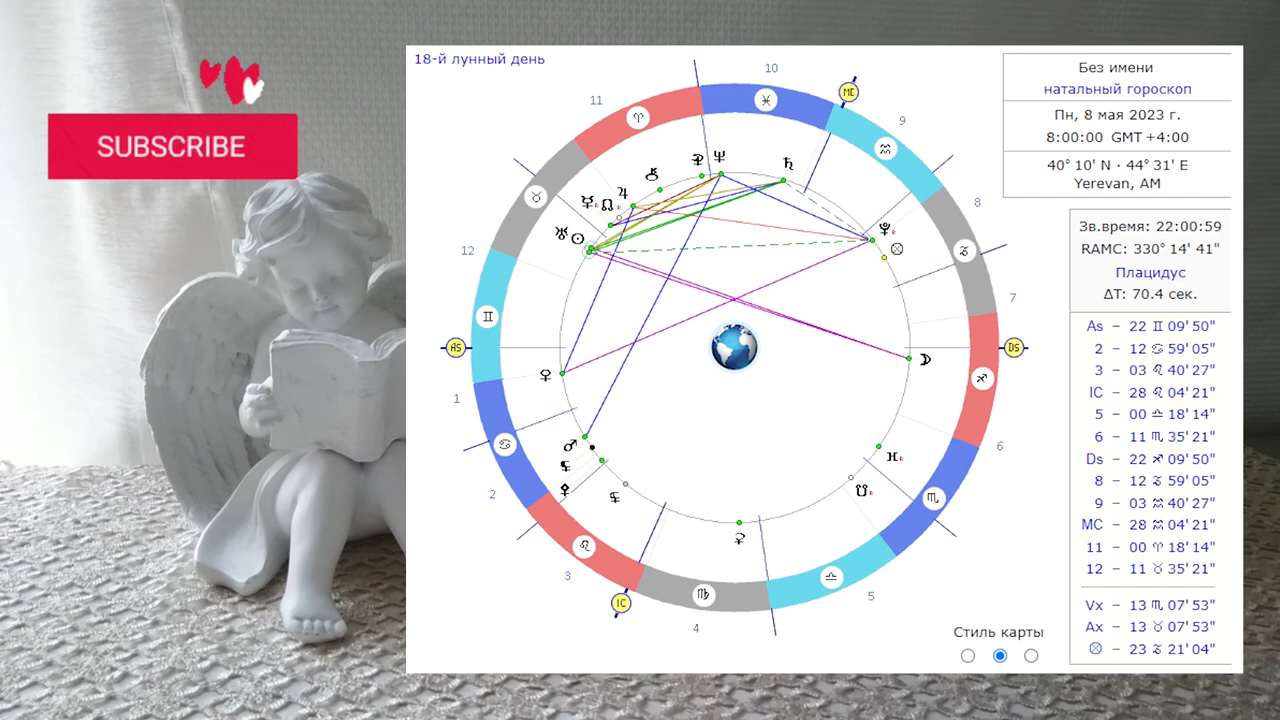 SUBSCRIBE
18-й лунный день
Без имени
натальный гороскоп
Пн, 8 мая 2023 г.
8:00:00 GMT+4:00
40° 10' N · 44° 31' E
Yerevan, AM
Зв.время: 22:00:59
RAMC: 330° 14' 41"
Плацидус
ΔT: 70.4 сек.
As – 22 ♊ 09'50"
2 – 12 ♋ 59'05"
3 – 03 ♌ 40'27"
IC – 28 ♌ 04'21"
5 – 00 ♎ 18'14"
6 – 11 ♏ 35'21"
Ds – 22 ♐ 09'50"
8 – 12 ♑ 59'05"
9 – 03 ♒ 40'27"
MC – 28 ♒ 04'21"
11 – 00 ♈ 18'14"
12 – 11 ♉ 35'21"
Vx – 13 ♏ 07'53"
Ax – 13 ♉ 07'53"
⊗ – 23 ♑ 21'04"
10
MC
11
9
8
12
7
AS
DS
1
6
2
3
IC
5
4
Стиль карты